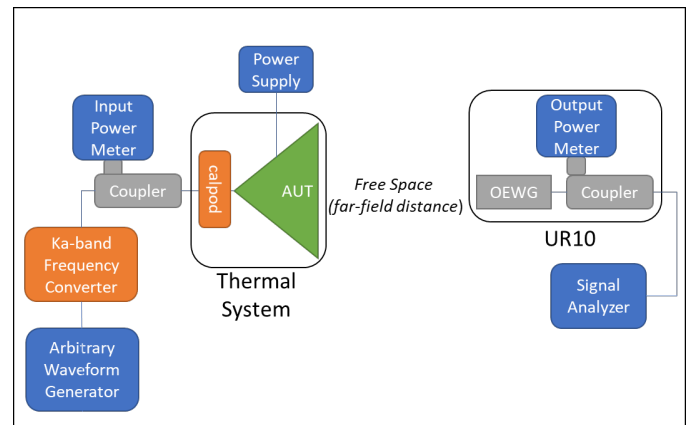 Power
Supply
Input
Power
Meter
Output
Power
Meter
Coupler
calpod
AUT
Free Space
(far-field distance)
OEWG
Coupler
UR10
Ka-band
Frequency
Converter
Thermal
System
Signal
Analyzer
Arbitrary
Waveform
Generator